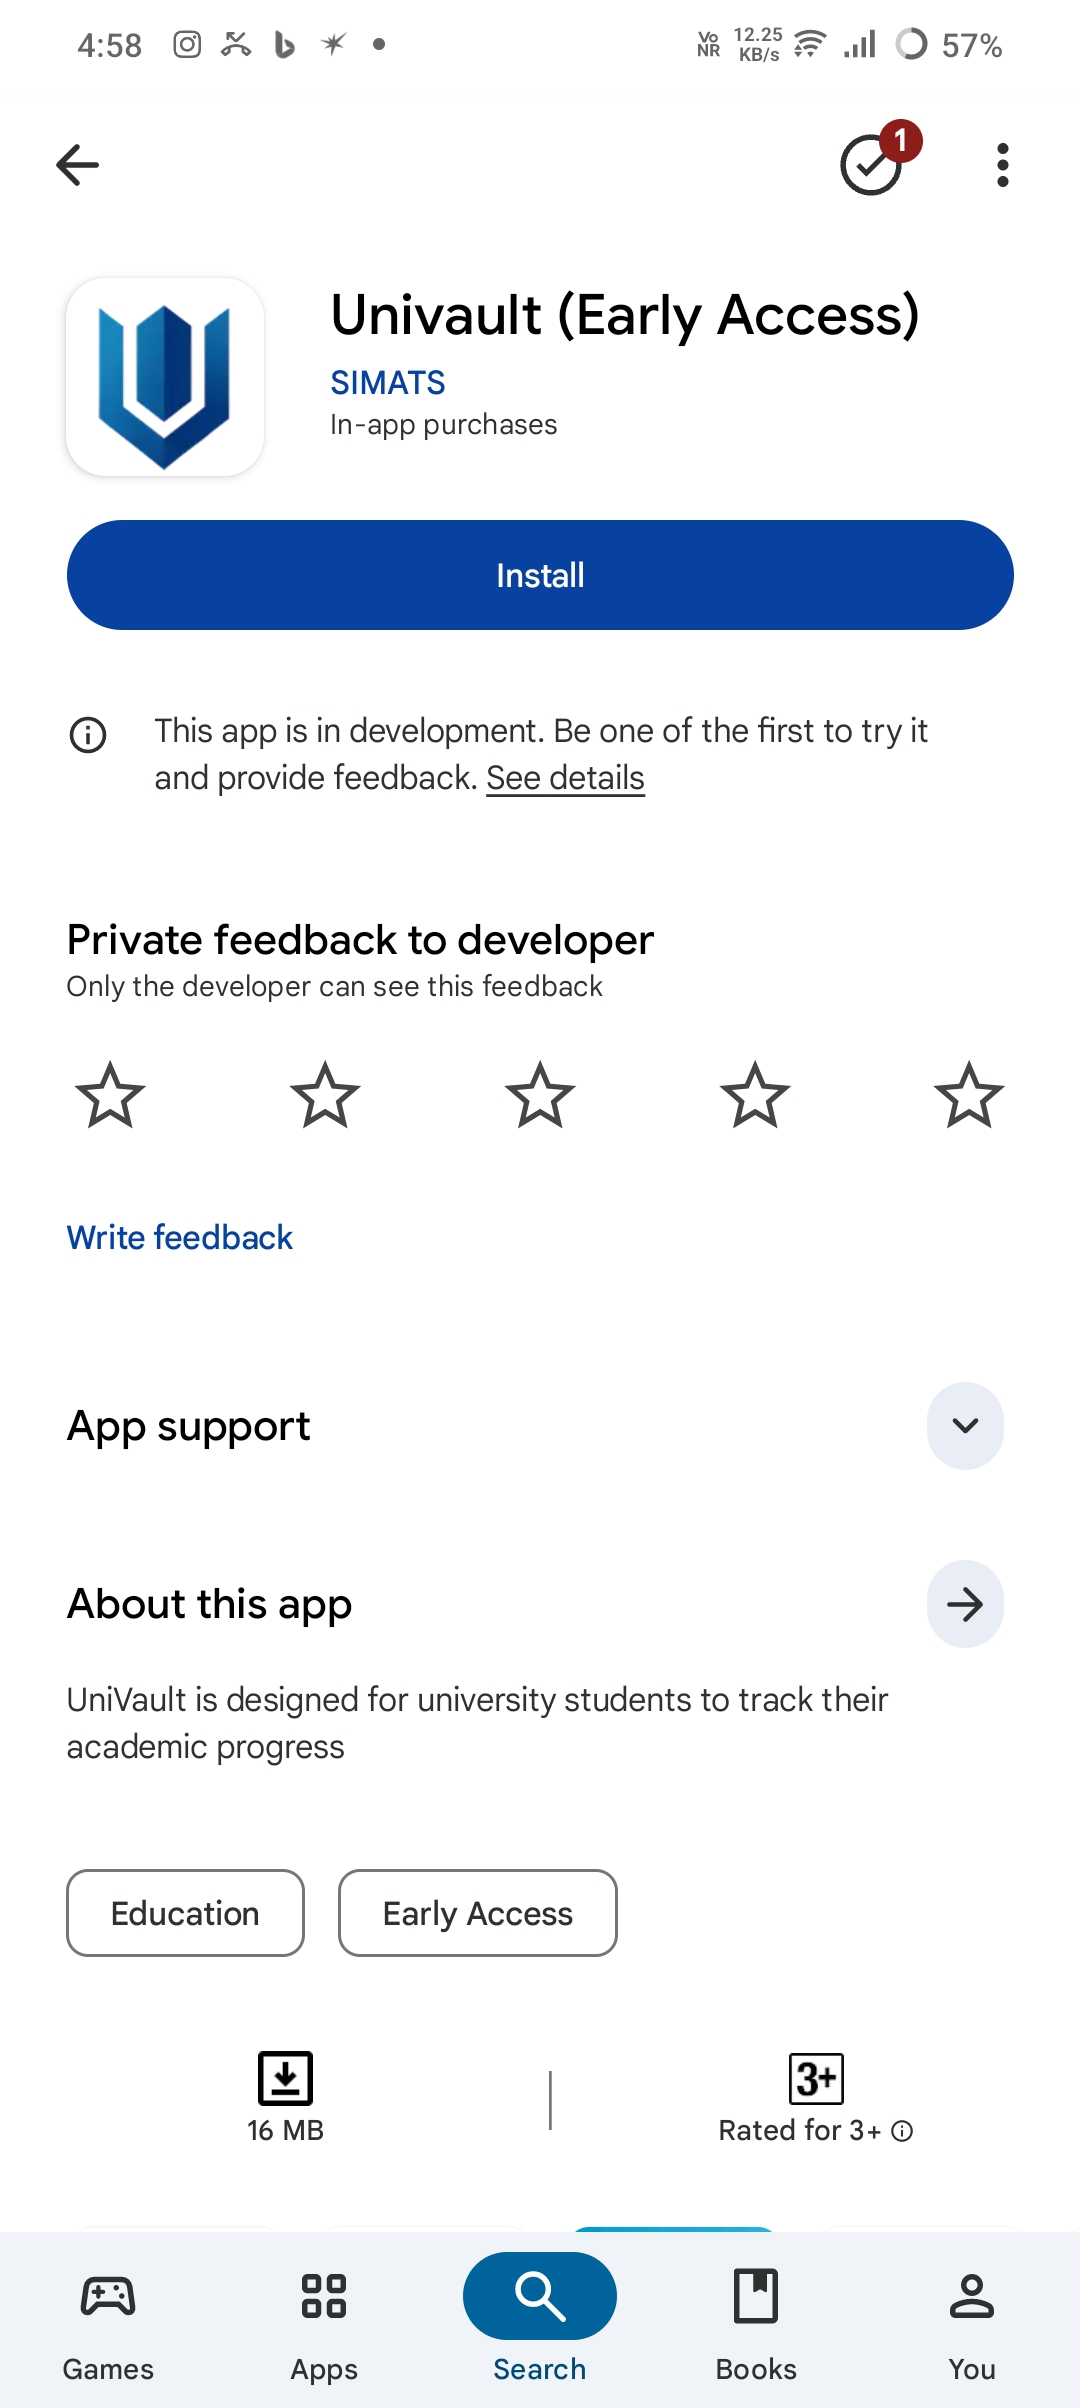 4:58
Vo NR 12.25 KB/s 57%
1
Univault (Early Access)
SIMATS
In-app purchases
Install
This app is in development. Be one of the first to try it
and provide feedback. See details
Private feedback to developer
Only the developer can see this feedback
Write feedback
App support
About this app
UniVault is designed for university students to track their
academic progress
Education Early Access
3+
16 MB Rated for 3+
Games Apps Search Books You